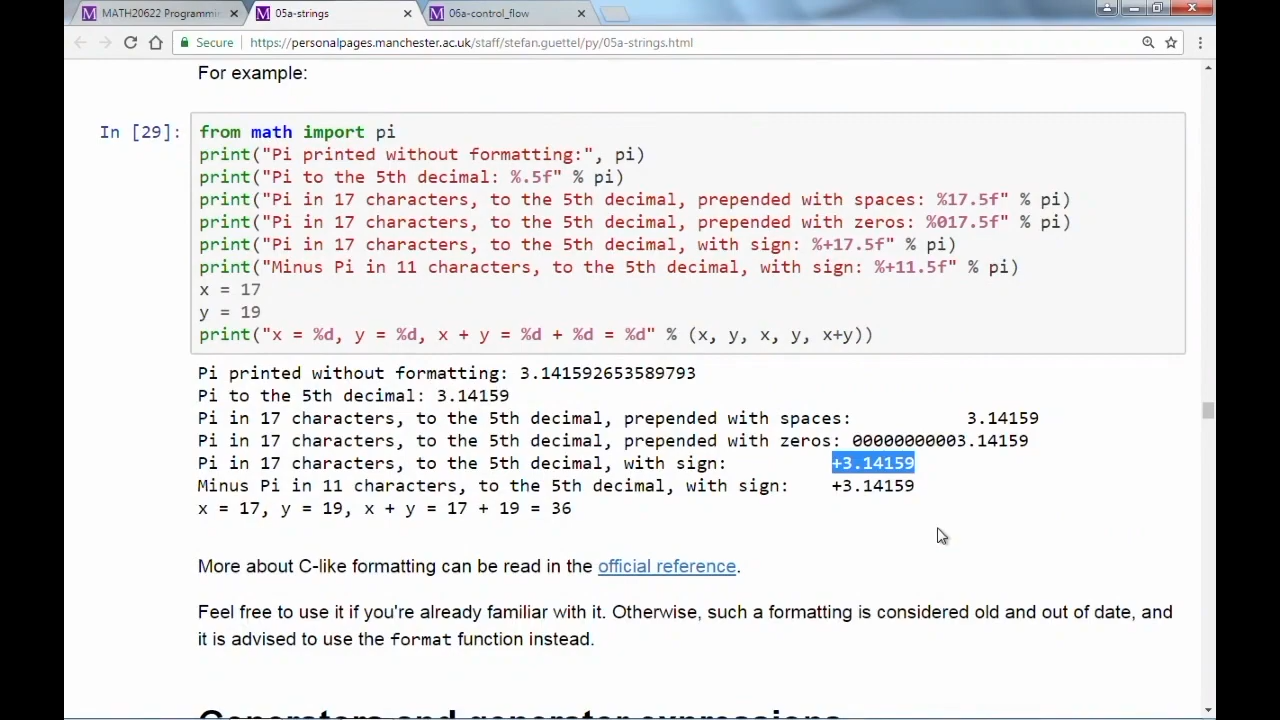 MATH20622 Programmin
05a-strings
06a-control_flow
Secure
https://personalpages.manchester.ac.uk/staff/stefan.guettel/py/05a-strings.html
For example:
In [29]:
from math import pi
print("Pi printed without formatting:", pi)
print("Pi to the 5th decimal: %.5f" % pi)
print("Pi in 17 characters, to the 5th decimal, prepended with spaces: %17.5f" % pi)
print("Pi in 17 characters, to the 5th decimal, prepended with zeros: %017.5f" % pi)
print("Pi in 17 characters, to the 5th decimal, with sign: %+17.5f" % pi)
print("Minus Pi in 11 characters, to the 5th decimal, with sign: %+11.5f" % pi)
x = 17
y = 19
print("x = %d, y = %d, x + y = %d + %d = %d" % (x, y, x, y, x+y))
Pi printed without formatting: 3.141592653589793
Pi to the 5th decimal: 3.14159
Pi in 17 characters, to the 5th decimal, prepended with spaces:           3.14159
Pi in 17 characters, to the 5th decimal, prepended with zeros: 00000000003.14159
Pi in 17 characters, to the 5th decimal, with sign:          +3.14159
Minus Pi in 11 characters, to the 5th decimal, with sign:    +3.14159
x = 17, y = 19, x + y = 17 + 19 = 36
More about C-like formatting can be read in the official reference.
Feel free to use it if you're already familiar with it. Otherwise, such a formatting is considered old and out of date, and
it is advised to use the format function instead.
Generators and generator expressions